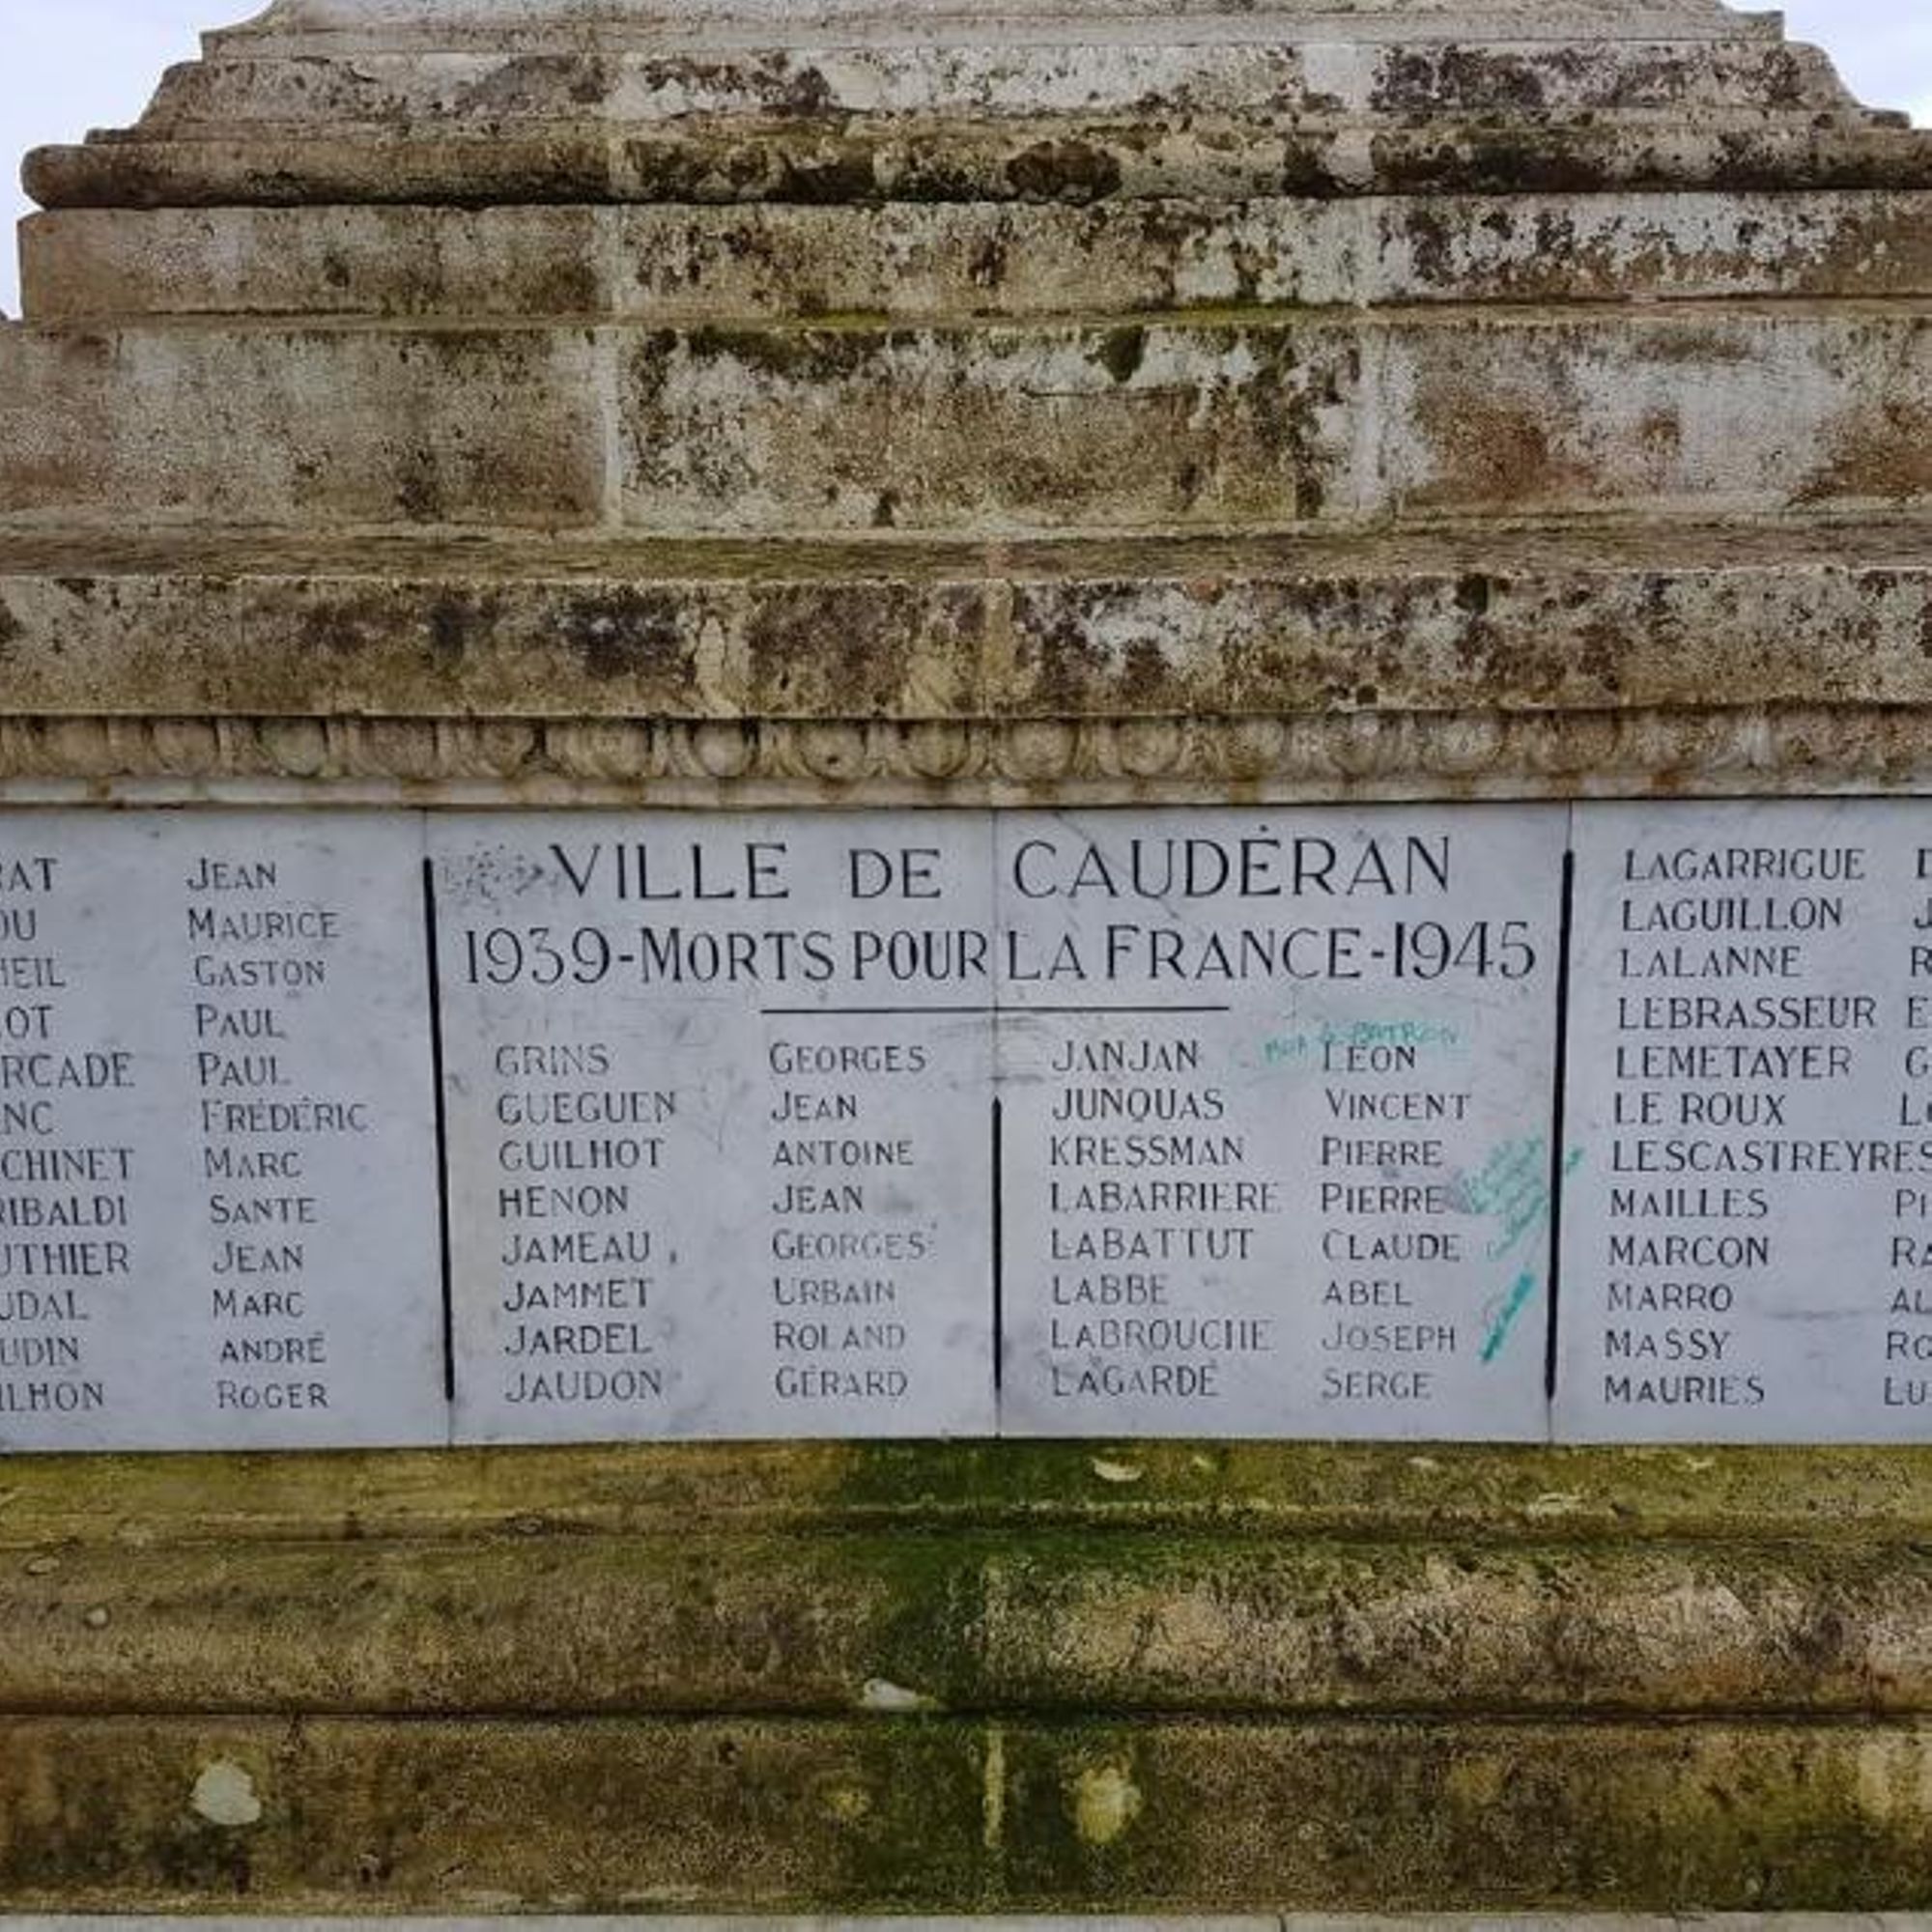 JEAN
MAURICE
GASTON
PAUL
PAUL
FRÉDÉRIC
MARC
SANTE
JEAN
MARC
ANDRÉ
ROGER
VILLE DE CAUDÉRAN
1939-MORTS POUR LA FRANCE-1945
GRINS GEORGES
GUEGUEN JEAN
GUILHOT ANTOINE
HENON JEAN
JAMEAU GEORGES
JAMMET URBAIN
JARDEL ROLAND
JAUDON GÉRARD
JANJAN LÉON
JUNQUAS VINCENT
KRESSMAN PIERRE
LABARRIERE PIERRE
LABATTUT CLAUDE
LABBE ABEL
LABROUCHE JOSEPH
LAGARDE SERGE
LAGARRIGUE
LAGUILLON
LALANNE
LEBRASSEUR
LEMETAYER
LE ROUX
LESCASTREYRES
MAILLES
MARCON
MARRO
MASSY
MAURIES